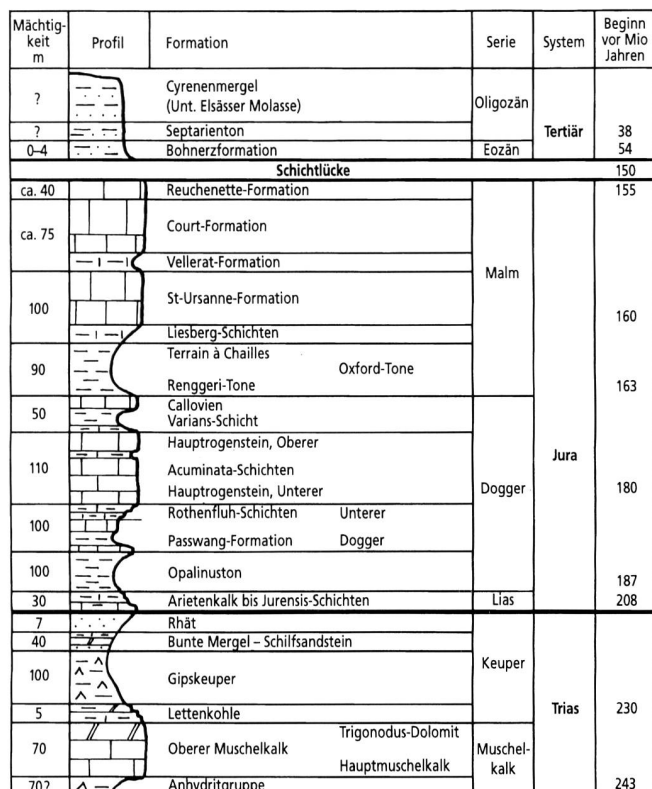 Mächtig-
keit
m
Profil
Formation
Serie
System
Beginn
vor Mio
Jahren
?
Cyrenenmergel
(Unt. Elsässer Molasse)
Oligozän
? Septarienton
Tertiär
38
0–4 Bohnerzformation Eozän 54
Schichtlücke 150
ca. 40 Reuchenette-Formation 155
ca. 75 Court-Formation
Vellerat-Formation
Malm
100 St-Ursanne-Formation 160
Liesberg-Schichten
90 Terrain à Chailles
Oxford-Tone
Renggeri-Tone 163
50 Callovien
Varians-Schicht
110 Hauptrogenstein, Oberer
Jura
Acuminata-Schichten
Hauptrogenstein, Unterer Dogger 180
100 Rothenfluh-Schichten Unterer
Passwang-Formation Dogger
100 Opalinuston 187
30 Arietenkalk bis Jurensis-Schichten Lias 208
7 Rhät
40 Bunte Mergel – Schilfsandstein
Keuper
100 Gipskeuper
5 Lettenkohle Trias 230
Trigonodus-Dolomit
70 Oberer Muschelkalk Muschel-
kalk
Hauptmuschelkalk
70? Anhydritgruppe 243